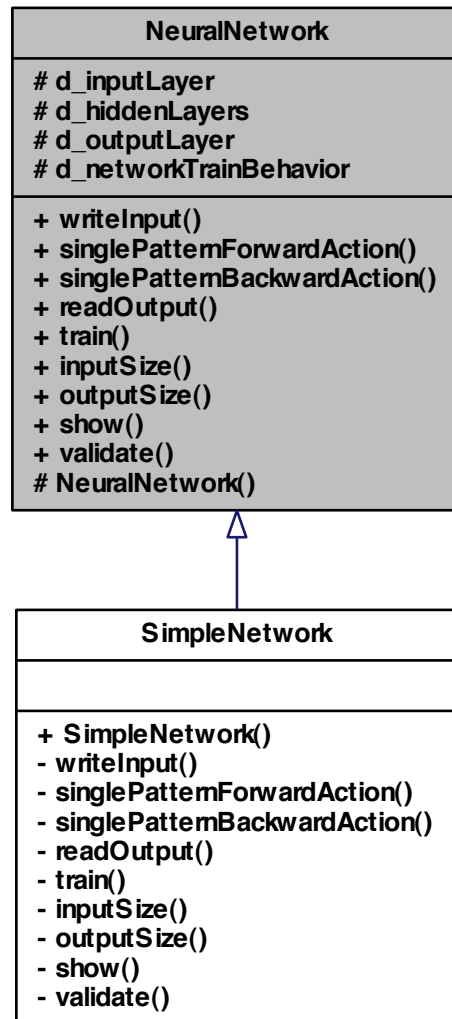 NeuralNetwork
# d_inputLayer
# d_hiddenLayers
# d_outputLayer
# d_networkTrainBehavior
+ writeInput()
+ singlePatternForwardAction()
+ singlePatternBackwardAction()
+ readOutput()
+ train()
+ inputSize()
+ outputSize()
+ show()
+ validate()
# NeuralNetwork()
SimpleNetwork
+ SimpleNetwork()
- writeInput()
- singlePatternForwardAction()
- singlePatternBackwardAction()
- readOutput()
- train()
- inputSize()
- outputSize()
- show()
- validate()